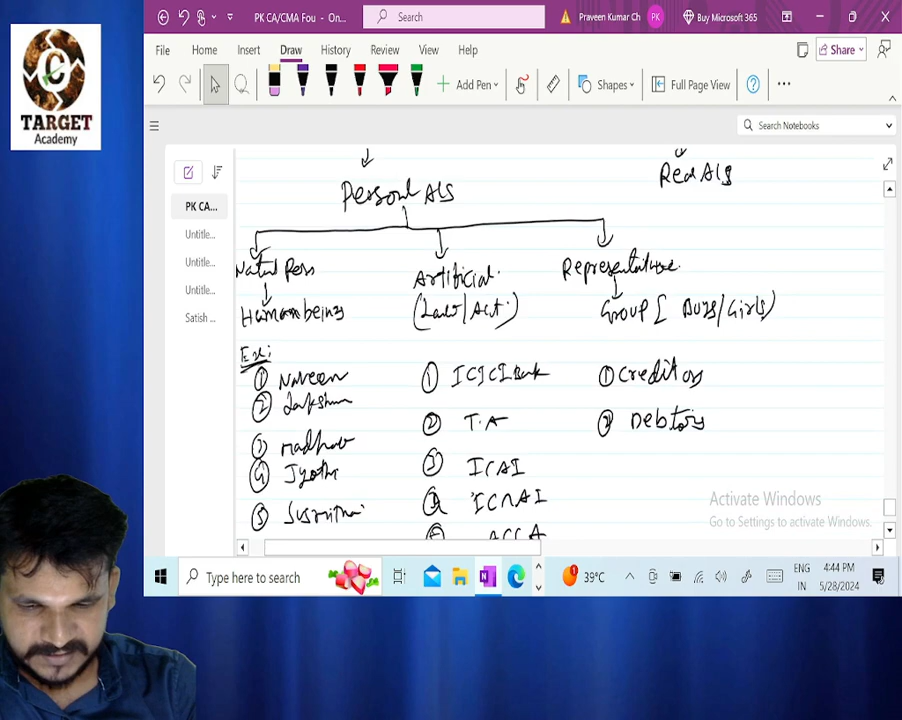 PK CA/CMA Fou - On...
Search
Praveen Kumar Ch
PK
Buy Microsoft 365
File Home Insert Draw History Review View Help
Share
Add Pen
Shapes
Full Page View
Search Notebooks
C
TARGET
Academy
PK CA...
Untitle...
Untitle...
Untitle...
Satish ...
Personal A/s
Real A/s
Natural Pers
Artificial
Representative
Human beings
(Law/Act)
Group [ Boys/Girls)
Ex:
① Naveen
① ICICI Bank
① Creditors
②
② T.A
② Debtors
③ Madhav
③ ICAI
④ Jyothi
④ ICMAI
⑤
⑤ ACCA
Activate Windows
Go to Settings to activate Windows.
Type here to search
39°C
ENG
IN
4:44 PM
5/28/2024